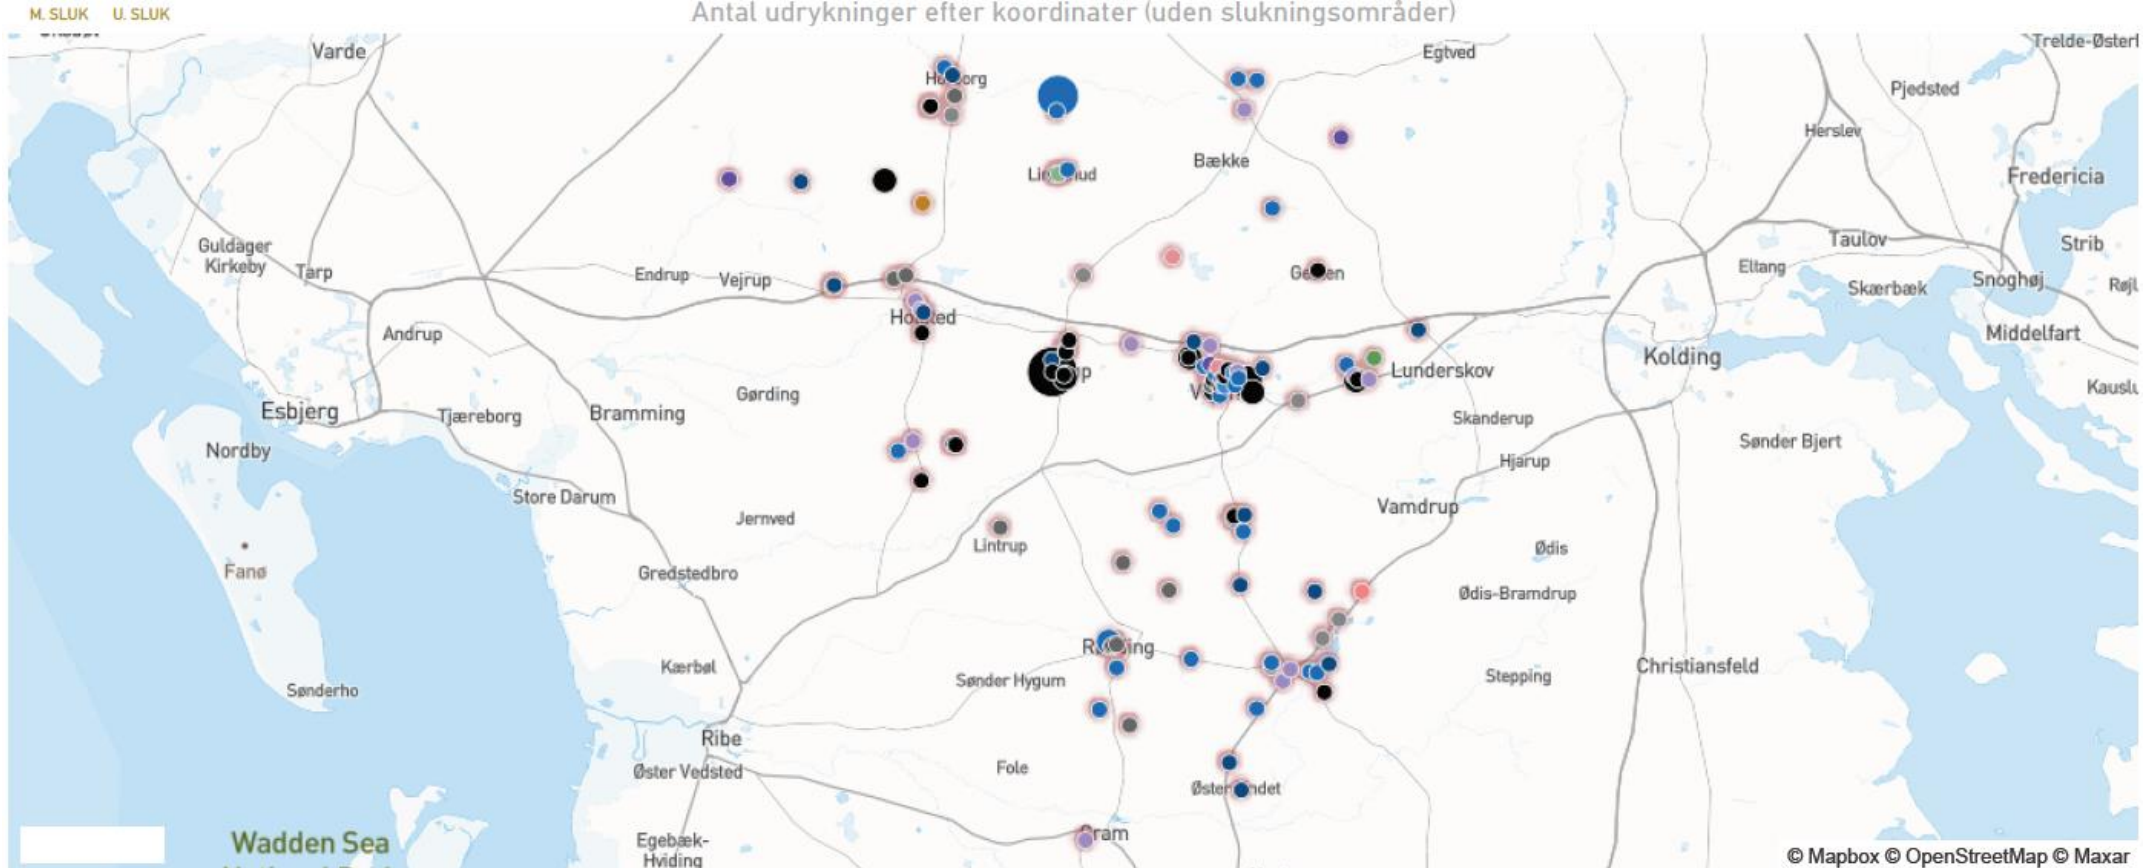 M. SLUK U. SLUK
Antal udrykninger efter koordinater (uden slukningsområder)
Varde
Egtved
Trelde-Østerl
Pjedsted
Herslev
Bække
Fredericia
Guldager
Kirkeby
Tarp
Endrup
Vejrup
Taulov
Strib
Eltang
Snoghøj
Skærbæk
Røjl
Andrup
Middelfart
Kolding
Lunderskov
Gørding
Kauslu
Esbjerg
Tjæreborg
Bramming
Skanderup
Nordby
Sønder Bjert
Hjarup
Store Darum
Vamdrup
Jernved
Lintrup
Ødis
Fanø
Gredstedbro
Ødis-Bramdrup
Kærbøl
Christiansfeld
Sønder Hygum
Stepping
Sønderho
Ribe
Øster Vedsted
Fole
Wadden Sea
Egebæk-
Hviding
© Mapbox © OpenStreetMap © Maxar